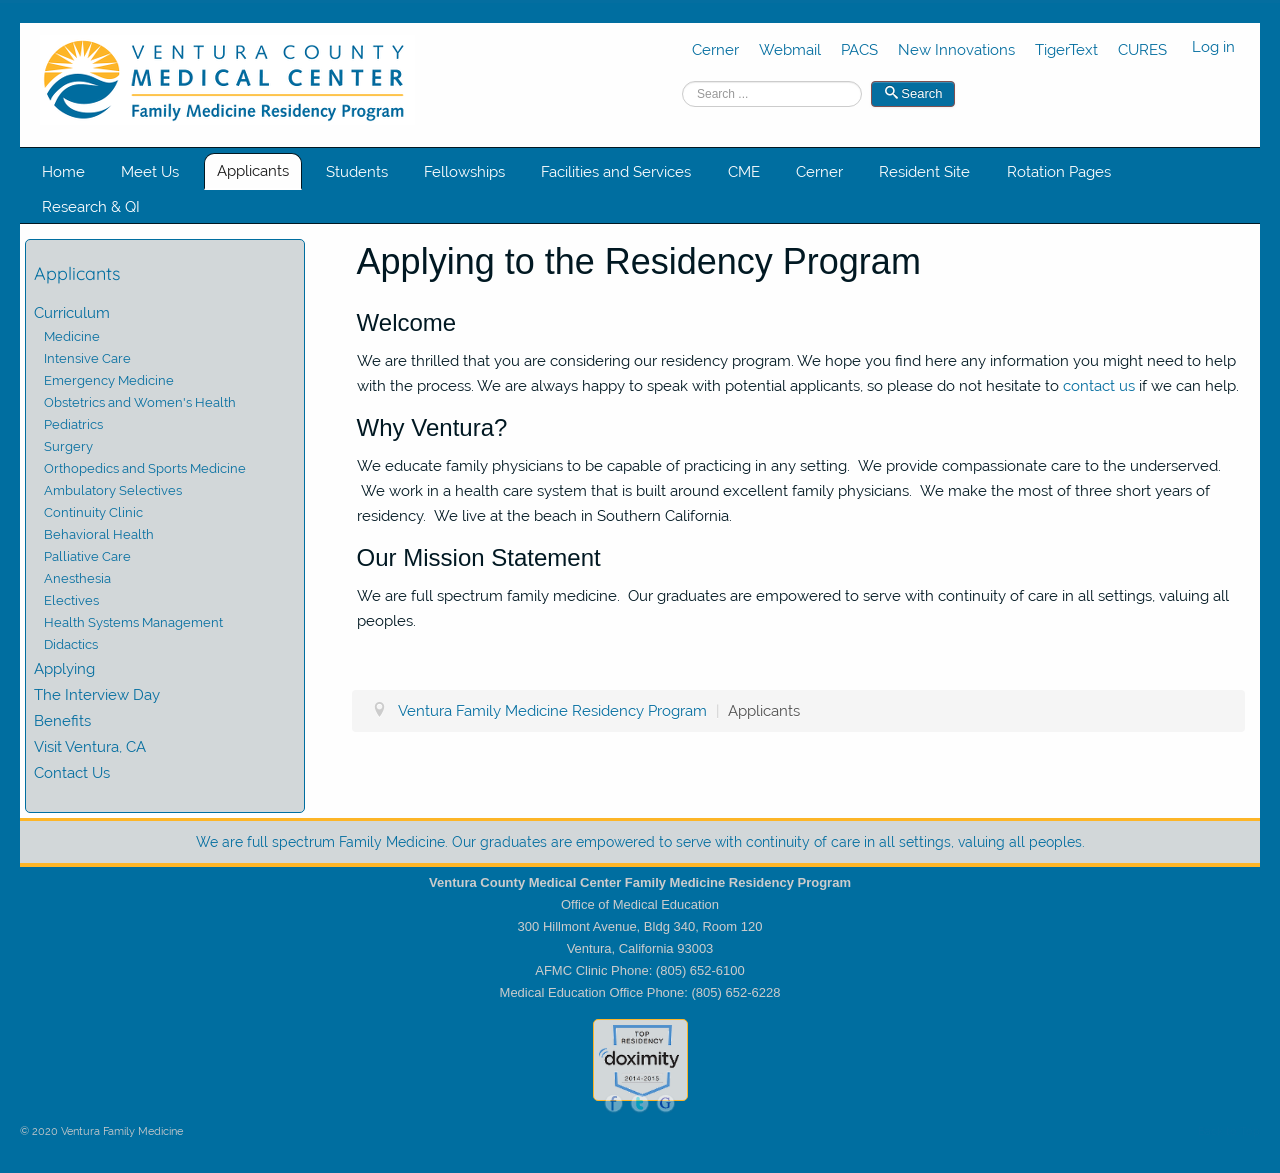 VENTURA COUNTY
MEDICAL CENTER
Family Medicine Residency Program
Cerner Webmail PACS New Innovations TigerText CURES Log in
Search ... Search
Home Meet Us Applicants Students Fellowships Facilities and Services CME Cerner Resident Site Rotation Pages
Research & QI
Applicants
Curriculum
Medicine
Intensive Care
Emergency Medicine
Obstetrics and Women's Health
Pediatrics
Surgery
Orthopedics and Sports Medicine
Ambulatory Selectives
Continuity Clinic
Behavioral Health
Palliative Care
Anesthesia
Electives
Health Systems Management
Didactics
Applying
The Interview Day
Benefits
Visit Ventura, CA
Contact Us
Applying to the Residency Program
Welcome
We are thrilled that you are considering our residency program. We hope you find here any information you might need to help
with the process. We are always happy to speak with potential applicants, so please do not hesitate to contact us if we can help.
Why Ventura?
We educate family physicians to be capable of practicing in any setting.  We provide compassionate care to the underserved.
We work in a health care system that is built around excellent family physicians.  We make the most of three short years of
residency.  We live at the beach in Southern California.
Our Mission Statement
We are full spectrum family medicine.  Our graduates are empowered to serve with continuity of care in all settings, valuing all
peoples.
Ventura Family Medicine Residency Program | Applicants
We are full spectrum Family Medicine. Our graduates are empowered to serve with continuity of care in all settings, valuing all peoples.
Ventura County Medical Center Family Medicine Residency Program
Office of Medical Education
300 Hillmont Avenue, Bldg 340, Room 120
Ventura, California 93003
AFMC Clinic Phone: (805) 652-6100
Medical Education Office Phone: (805) 652-6228
TOP
RESIDENCY
doximity
2014-2015
f t G
© 2020 Ventura Family Medicine